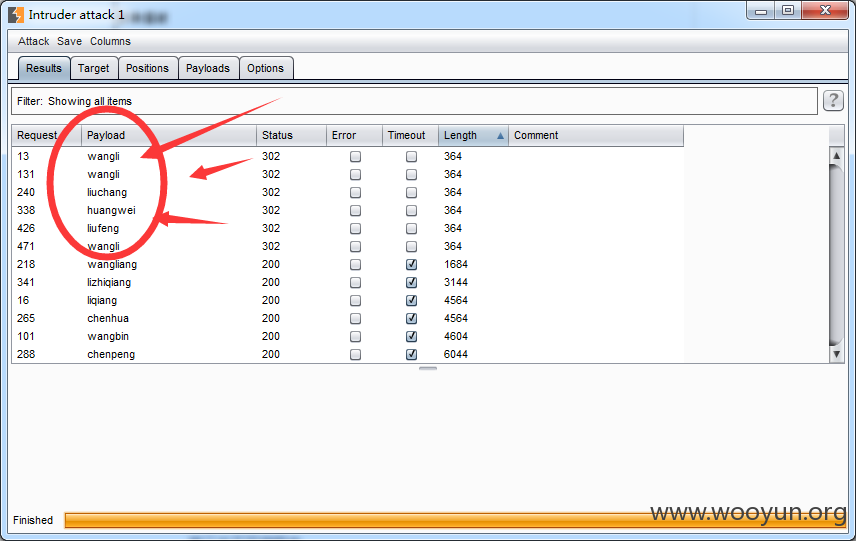 Intruder attack 1
Attack Save Columns
Results Target Positions Payloads Options
Filter: Showing all items
?
Request Payload Status Error Timeout Length Comment
13 wangli 302 364
131 wangli 302 364
240 liuchang 302 364
338 huangwei 302 364
426 liufeng 302 364
471 wangli 302 364
218 wangliang 200 1684
341 lizhiqiang 200 3144
16 liqiang 200 4564
265 chenhua 200 4564
101 wangbin 200 4604
288 chenpeng 200 6044
Finished
www.wooyun.org